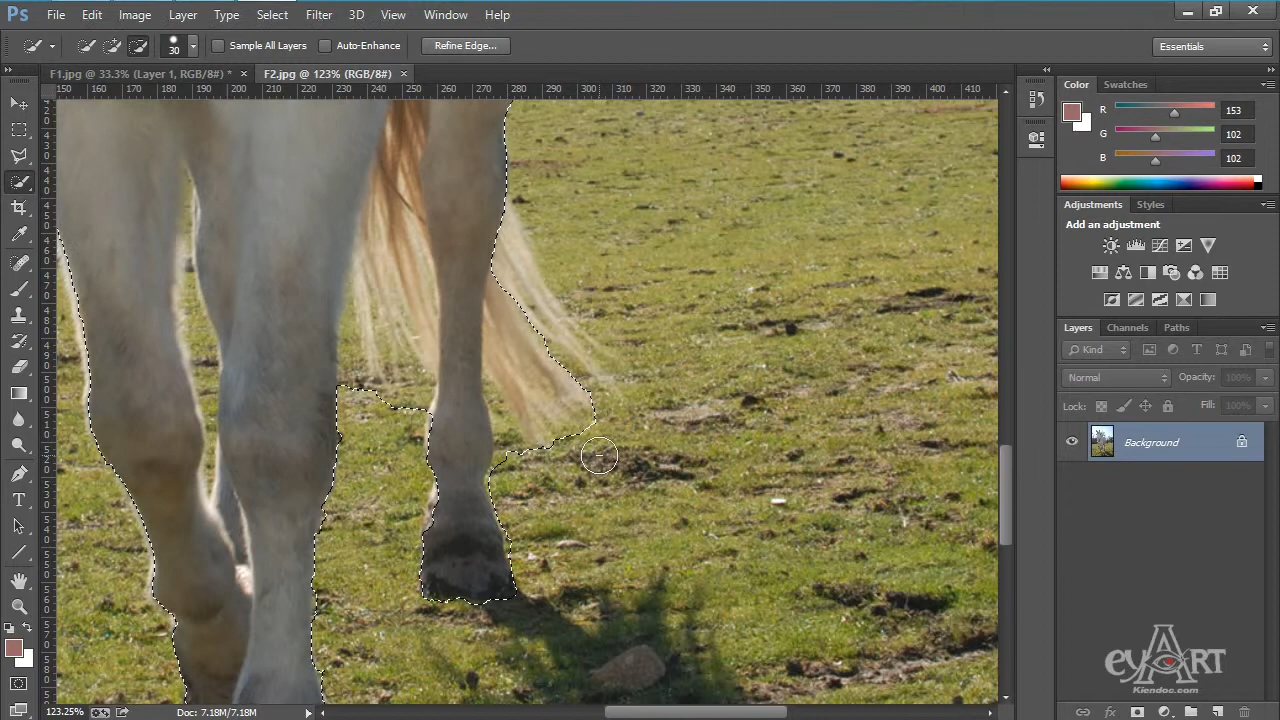 Ps File Edit Image Layer Type Select Filter 3D View Window Help
30 Sample All Layers Auto-Enhance Refine Edge... Essentials
F1.jpg @ 33.3% (Layer 1, RGB/8#) * × F2.jpg @ 123% (RGB/8#) ×
150 160 170 180 190 200 210 220 230 240 250 260 270 280 290 300 310 320 330 340 350 360 370 380 390 400 410
Color Swatches
R 153
G 102
B 102
Adjustments Styles
Add an adjustment
Layers Channels Paths
Kind
Normal Opacity: 100%
Lock: Fill: 100%
Background
eyART
Kiendoc.com
123.25% Doc: 7.18M/7.18M